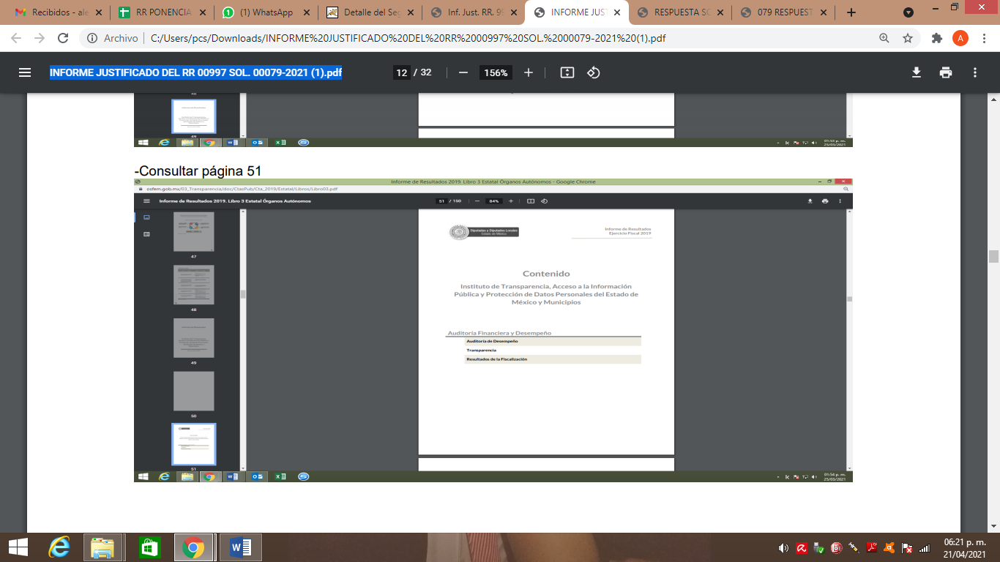 Recibidos - ale
RR PONENCIA
(1) WhatsApp
Detalle del Seg
Inf. Just. RR. 99
INFORME JUST
RESPUESTA SO
079 RESPUEST
Archivo
C:/Users/pcs/Downloads/INFORME%20JUSTIFICADO%20DEL%20RR%2000997%20SOL.%2000079-2021%20(1).pdf
A
INFORME JUSTIFICADO DEL RR 00997 SOL. 00079-2021 (1).pdf
12 / 32
156%
49
01:53 p. m.
25/03/2021
-Consultar página 51
Informe de Resultados 2019. Libro 3 Estatal Órganos Autónomos - Google Chrome
osfem.gob.mx/03_Transparencia/doc/CtasPub/Cta_2019/Estatal/Libros/Libro03.pdf
Informe de Resultados 2019. Libro 3 Estatal Órganos Autónomos
51 / 150
84%
47
48
49
50
51
Diputadas y Diputados Locales
Estado de México
Informe de Resultados
Ejercicio Fiscal 2019
Contenido
Instituto de Transparencia, Acceso a la Información
Pública y Protección de Datos Personales del Estado de
México y Municipios
Auditoría Financiera y Desempeño
Auditoría de Desempeño
Transparencia
Resultados de la Fiscalización
01:54 p. m.
25/03/2021
06:21 p. m.
21/04/2021